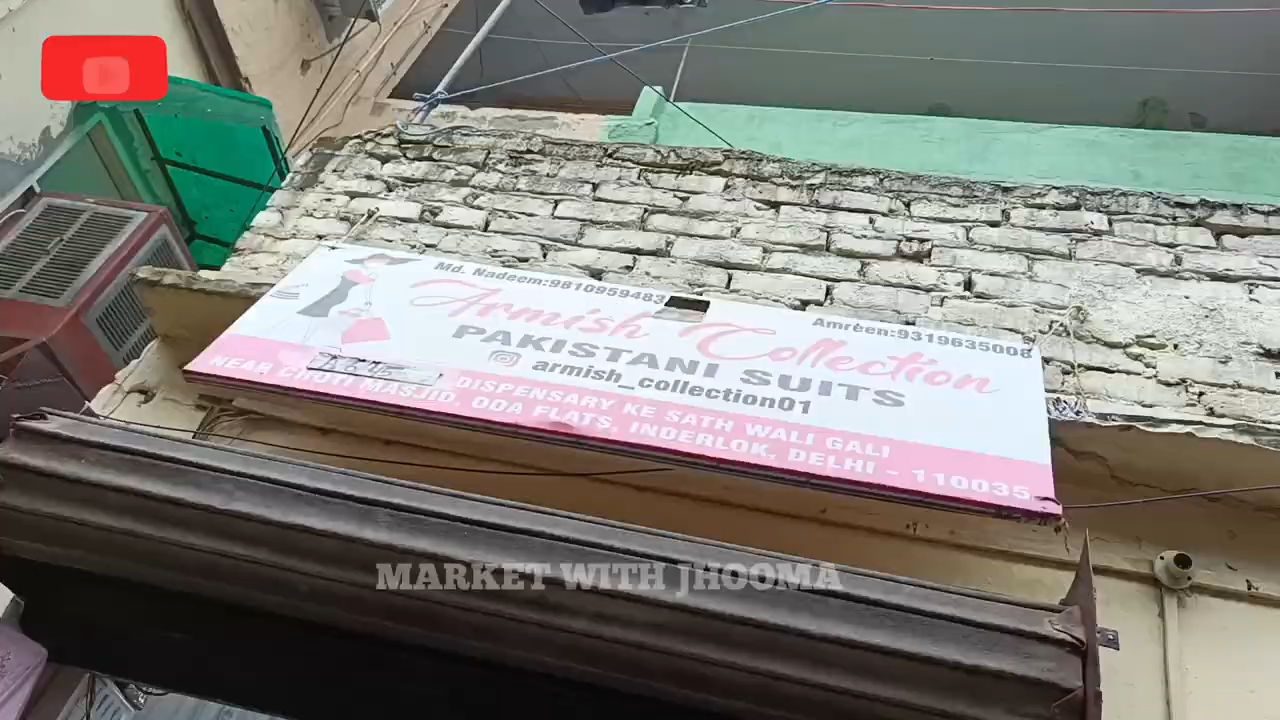 Md. Nadeem:9810959483
Amreen:9319635008
Armish Collection
PAKISTANI SUITS
armish_collection01
DISPENSARY KE SATH WALI GALI
NEAR CHOTI MASJID, ODA FLATS, INDERLOK, DELHI - 110035
MARKET WITH JHOOMA